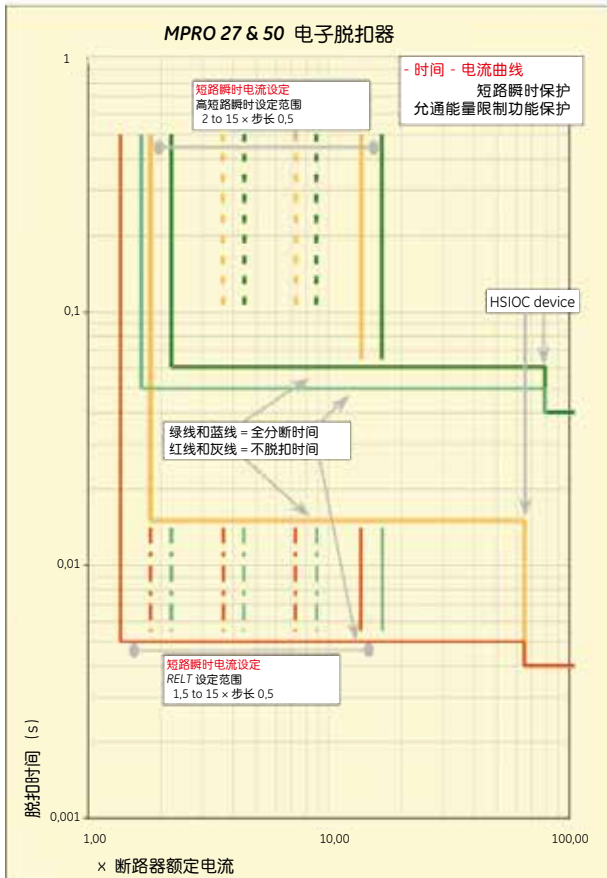 MPRO 27 & 50 电子脱扣器
1
- 时间 - 电流曲线
短路瞬时保护
允通能量限制功能保护
短路瞬时电流设定
高短路瞬时设定范围
2 to 15 × 步长 0,5
HSIOC device
0,1
绿线和蓝线 = 全分断时间
红线和灰线 = 不脱扣时间
0,01
短路瞬时电流设定
RELT 设定范围
1,5 to 15 × 步长 0,5
脱扣时间 (s)
0,001
1,00
10,00
100,00
× 断路器额定电流